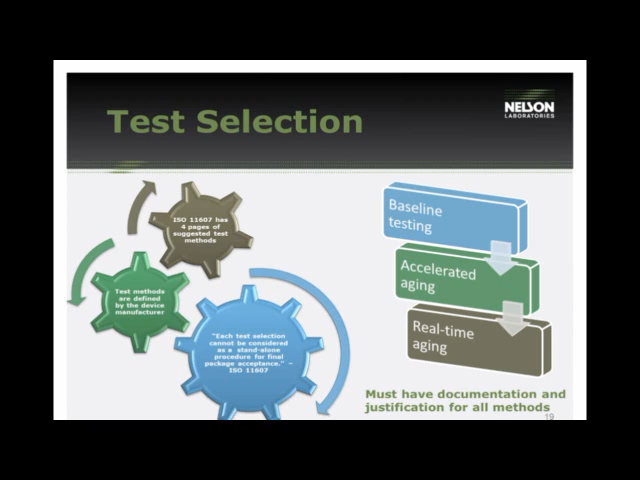 Test Selection
NELSON
LABORATORIES
ISO 11607 has
4 pages of
suggested test
methods
Test methods
are defined
by the device
manufacturer
"Each test selection
cannot be considered
as a stand-alone
procedure for final
package acceptance." –
ISO 11607
Baseline
testing
Accelerated
aging
Real-time
aging
Must have documentation and
justification for all methods
19